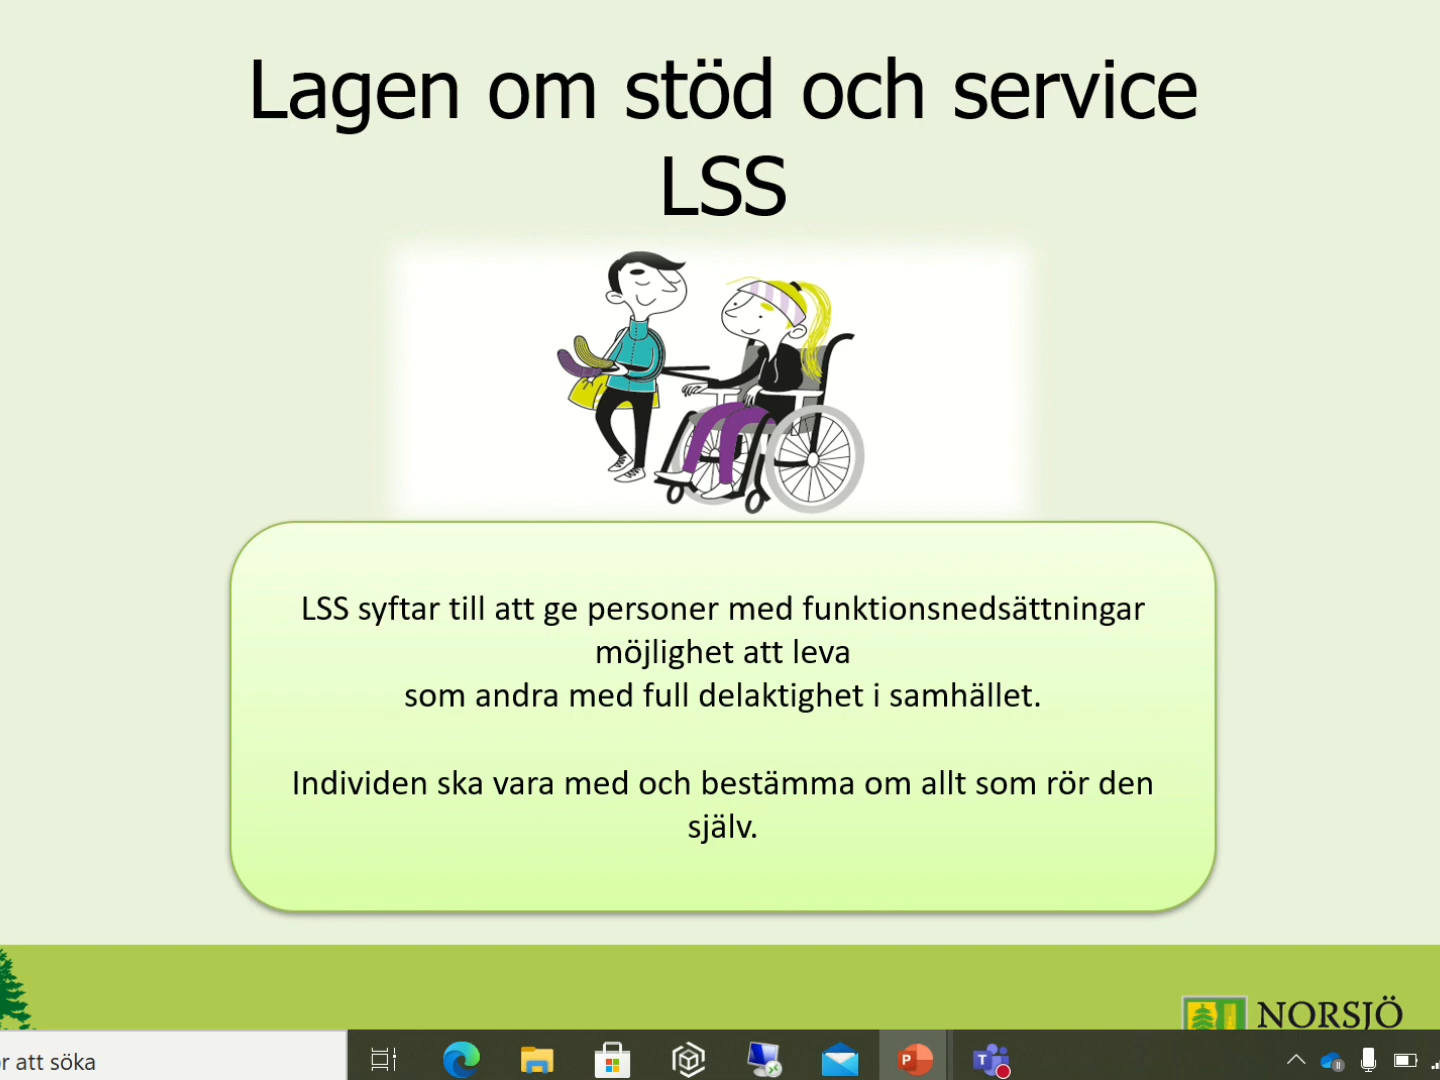 Lagen om stöd och service
LSS
LSS syftar till att ge personer med funktionsnedsättningar
möjlighet att leva
som andra med full delaktighet i samhället.
Individen ska vara med och bestämma om allt som rör den
själv.
NORSJÖ
r att söka